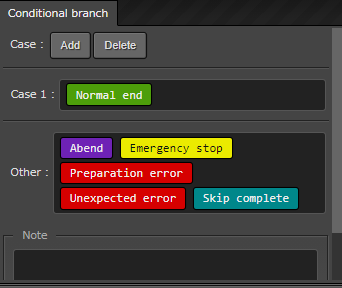 Conditional branch
Case : Add Delete
Case 1 : Normal end
Abend Emergency stop
Other : Preparation error
Unexpected error Skip complete
Note